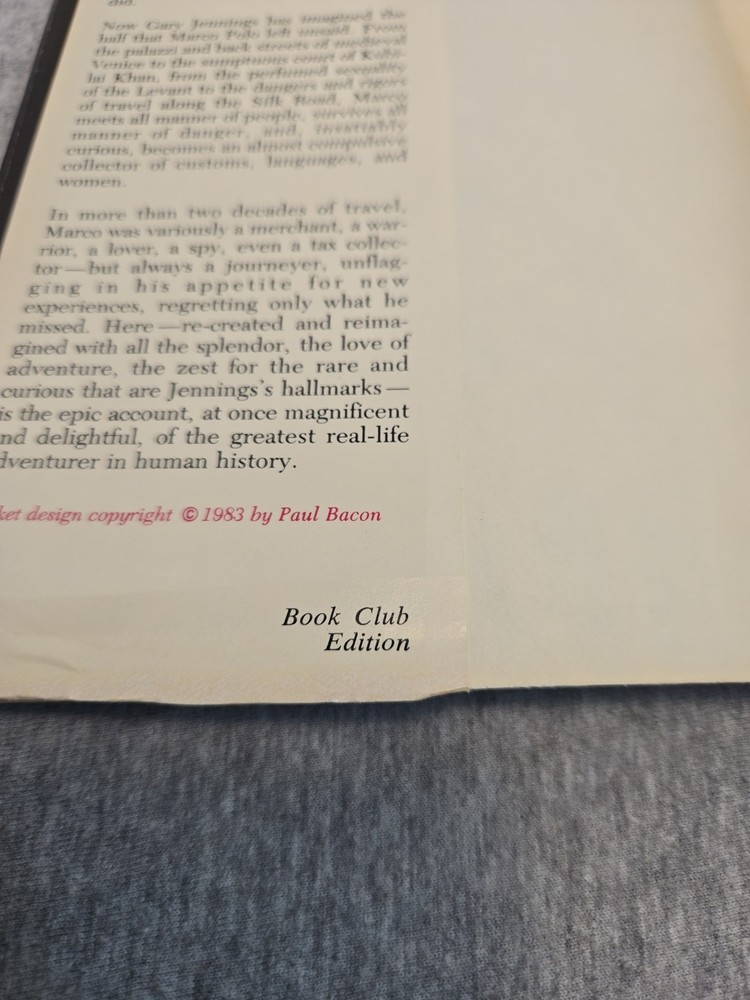 did.
Now Gary Jennings has imagined the
half that Marco Polo left unsaid. From
the palazzi and back streets of medieval
Venice to the sumptuous court of Kubi-
lai Khan, from the perfumed sexuality
of the Levant to the dangers and rigors
of travel along the Silk Road, Marco
meets all manner of people, survives all
manner of danger, and, insatiably
curious, becomes an almost compulsive
collector of customs, languages, and
women.
In more than two decades of travel,
Marco was variously a merchant, a war-
rior, a lover, a spy, even a tax collec-
tor—but always a journeyer, unflag-
ging in his appetite for new
experiences, regretting only what he
missed. Here—re-created and reima-
gined with all the splendor, the love of
adventure, the zest for the rare and
curious that are Jennings's hallmarks—
is the epic account, at once magnificent
nd delightful, of the greatest real-life
dventurer in human history.
ket design copyright © 1983 by Paul Bacon
Book Club
Edition